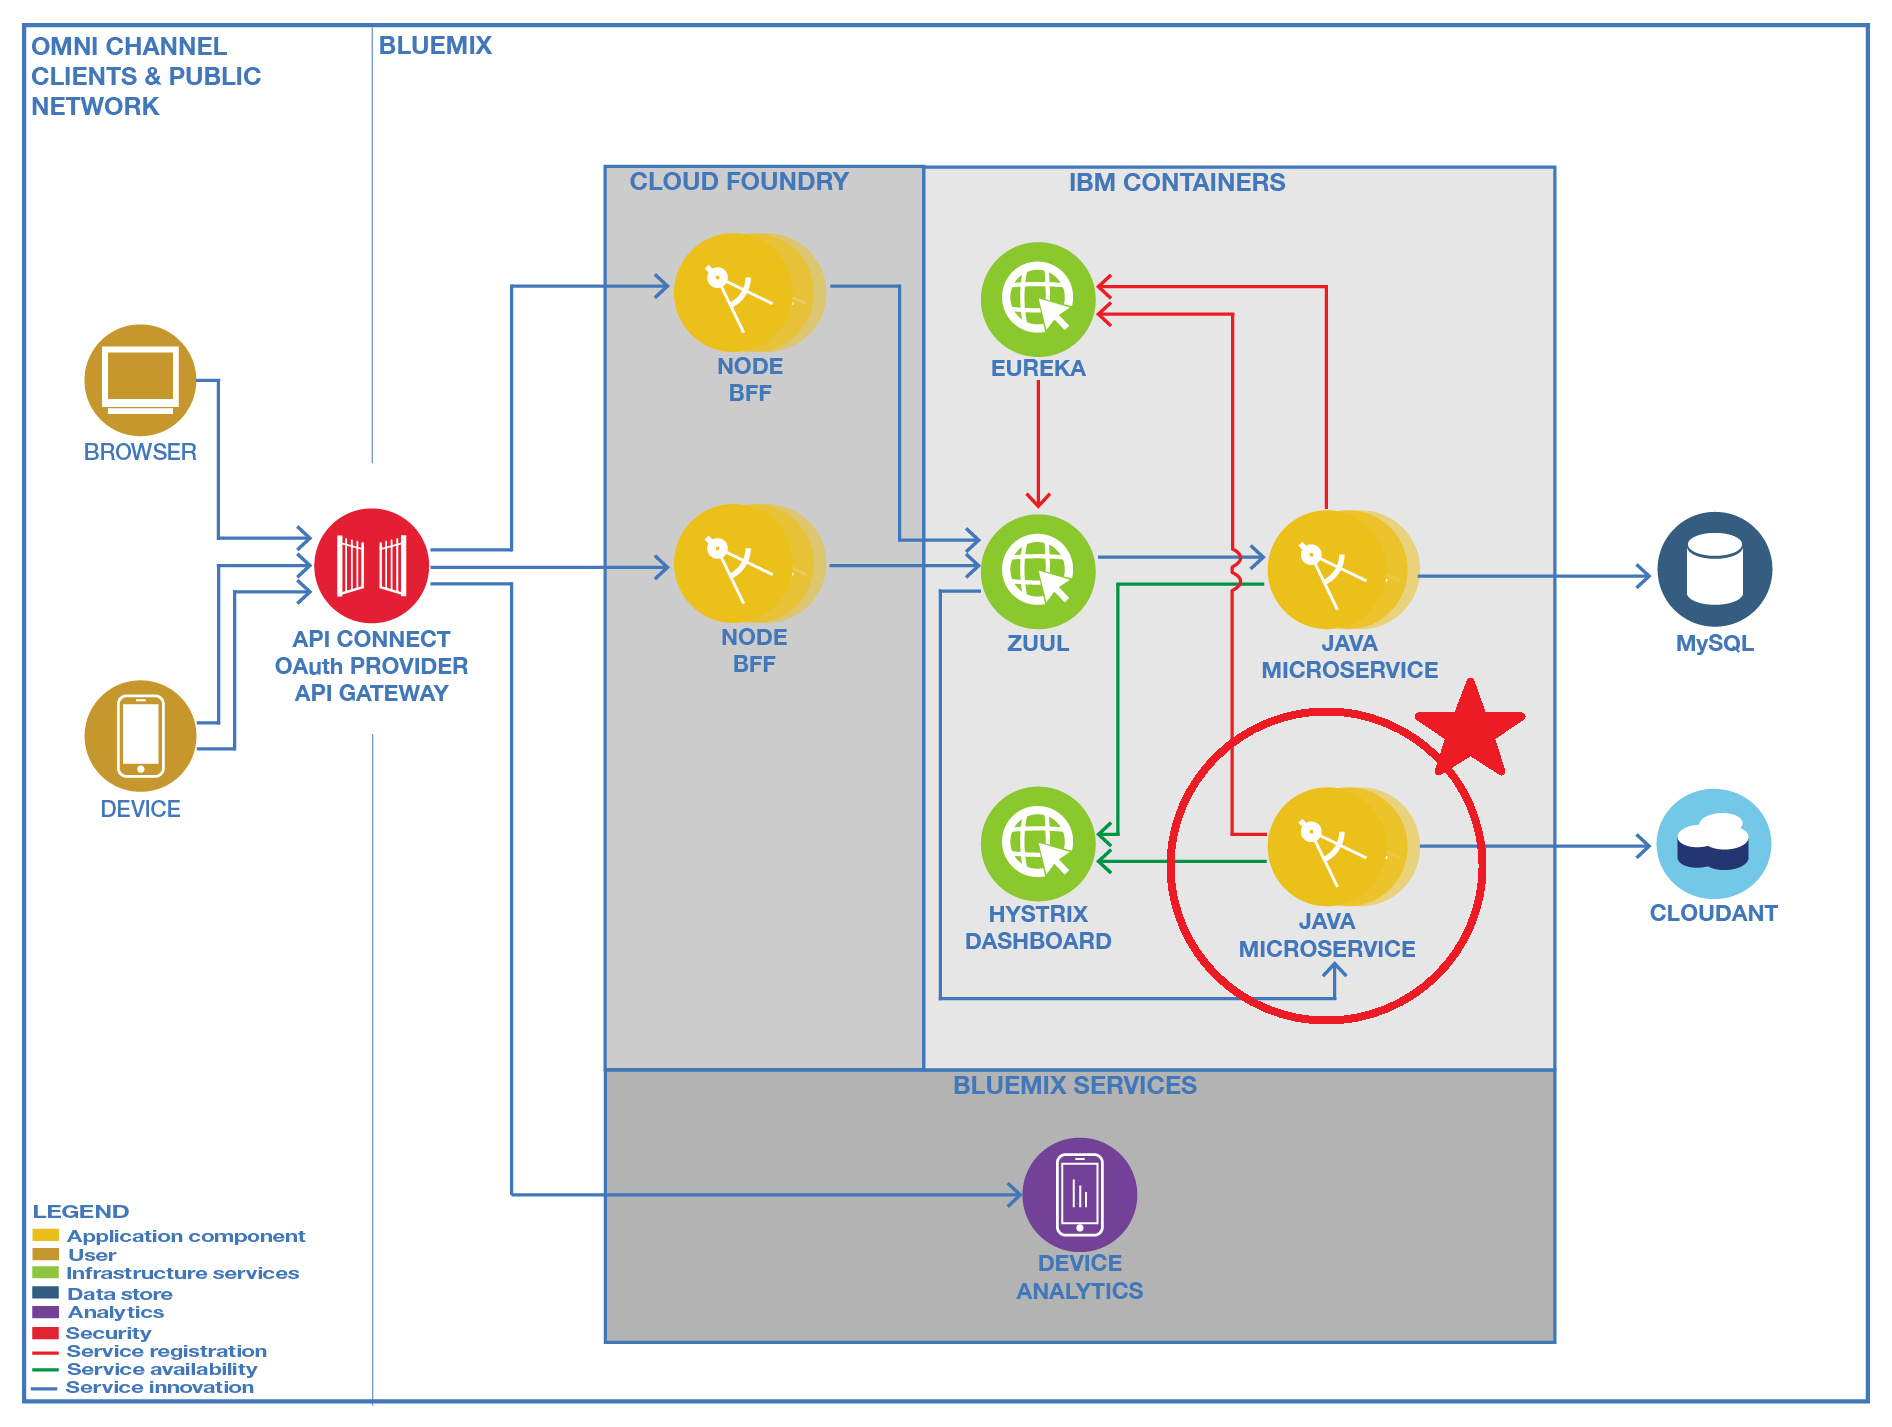 OMNI CHANNEL
CLIENTS & PUBLIC
NETWORK
BLUEMIX
CLOUD FOUNDRY
IBM CONTAINERS
NODE
BFF
EUREKA
BROWSER
NODE
BFF
ZUUL
JAVA
MICROSERVICE
MySQL
API CONNECT
OAuth PROVIDER
API GATEWAY
DEVICE
HYSTRIX
DASHBOARD
JAVA
MICROSERVICE
CLOUDANT
BLUEMIX SERVICES
DEVICE
ANALYTICS
LEGEND
Application component
User
Infrastructure services
Data store
Analytics
Security
Service registration
Service availability
Service innovation